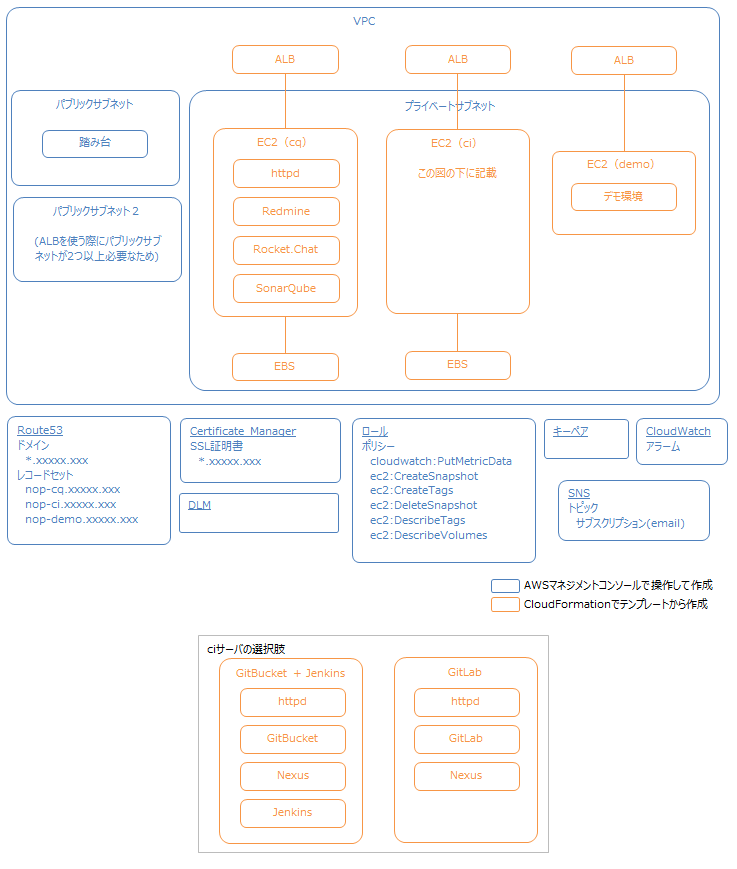 VPC
ALB
ALB
ALB
パブリックサブネット
踏み台
プライベートサブネット
EC2（cq）
httpd
Redmine
Rocket.Chat
SonarQube
EC2（ci）
この図の下に記載
EC2（demo）
デモ環境
パブリックサブネット２
(ALBを使う際にパブリックサブ
ネットが2つ以上必要なため)
EBS
EBS
Route53
ドメイン
*.xxxxx.xxx
レコードセット
nop-cq.xxxxx.xxx
nop-ci.xxxxx.xxx
nop-demo.xxxxx.xxx
Certificate Manager
SSL証明書
*.xxxxx.xxx
DLM
ロール
ポリシー
cloudwatch:PutMetricData
ec2:CreateSnapshot
ec2:CreateTags
ec2:DeleteSnapshot
ec2:DescribeTags
ec2:DescribeVolumes
キーペア
CloudWatch
アラーム
SNS
トピック
サブスクリプション(email)
AWSマネジメントコンソールで操作して作成
CloudFormationでテンプレートから作成
ciサーバの選択肢
GitBucket + Jenkins
httpd
GitBucket
Nexus
Jenkins
GitLab
httpd
GitLab
Nexus